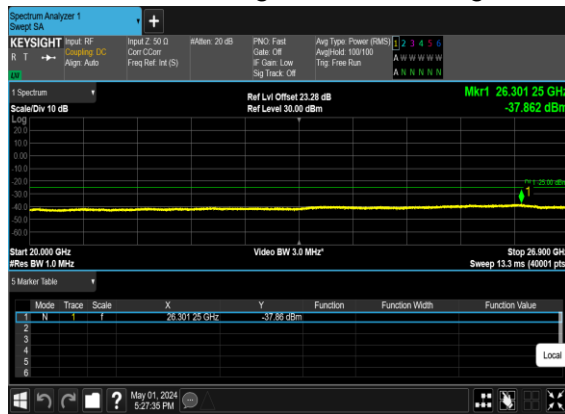 Spectrum Analyzer 1
Swept SA
+
KEYSIGHT Input: RF Input Z: 50 Ω #Atten: 20 dB PNO: Fast Avg Type: Power (RMS) 1 2 3 4 5 6
R T Coupling: DC Corr CCorr Gate: Off Avg|Hold: 100/100 A W W W W W
Align: Auto Freq Ref: Int (S) IF Gain: Low Trig: Free Run
LW Sig Track: Off A N N N N N
1 Spectrum Ref Lvl Offset 23.28 dB Mkr1 26.301 25 GHz
Scale/Div 10 dB Ref Level 30.00 dBm -37.862 dBm
Log
20.0
10.0
0.00
-10.0
-20.0
DL1 -25.00 dBm
-30.0
1
-40.0
-50.0
-60.0
Start 20.000 GHz Video BW 3.0 MHz* Stop 26.900 GHz
#Res BW 1.0 MHz Sweep 13.3 ms (40001 pts)
5 Marker Table
Mode Trace Scale X Y Function Function Width Function Value
1 N 1 f 26.301 25 GHz -37.86 dBm
2
3
4
5
6
Local
? May 01, 2024
5:27:35 PM